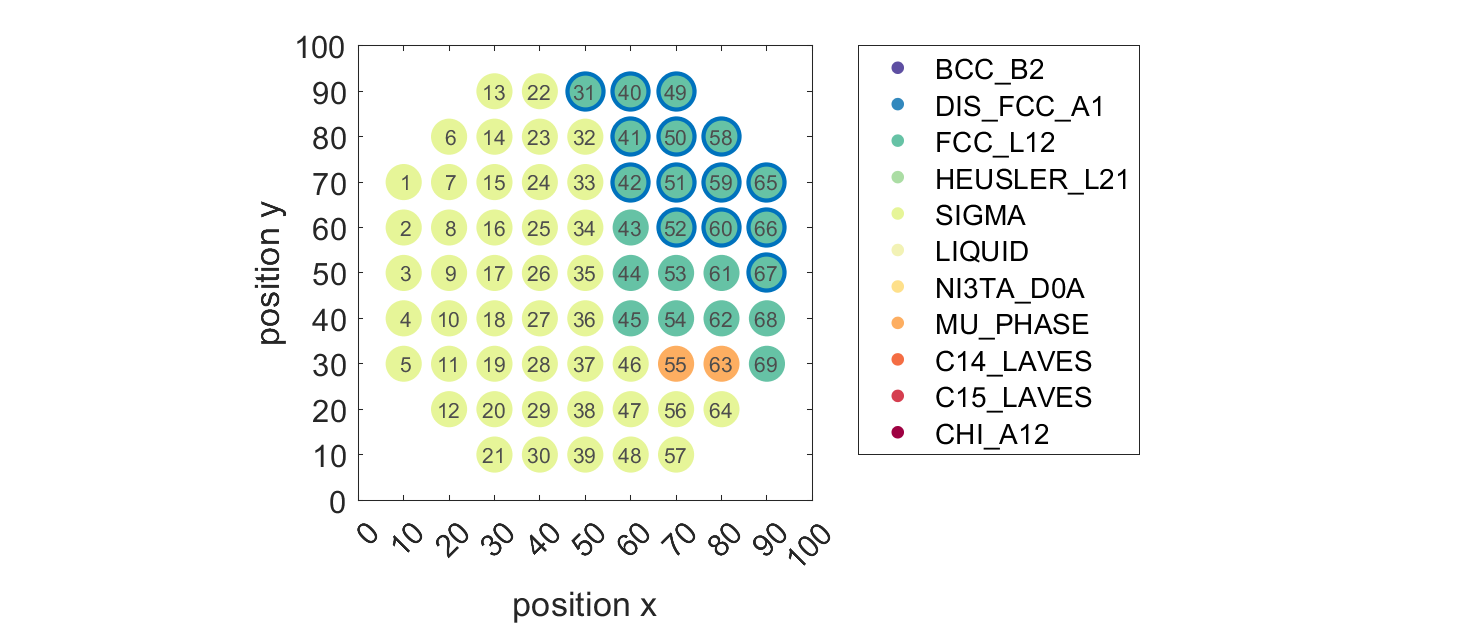 100
90
80
70
60
50
40
30
20
10
0
position y
13 22 31 40 49
6 14 23 32 41 50 58
1 7 15 24 33 42 51 59 65
2 8 16 25 34 43 52 60 66
3 9 17 26 35 44 53 61 67
4 10 18 27 36 45 54 62 68
5 11 19 28 37 46 55 63 69
12 20 29 38 47 56 64
21 30 39 48 57
0 10 20 30 40 50 60 70 80 90 100
position x
BCC_B2
DIS_FCC_A1
FCC_L12
HEUSLER_L21
SIGMA
LIQUID
NI3TA_D0A
MU_PHASE
C14_LAVES
C15_LAVES
CHI_A12